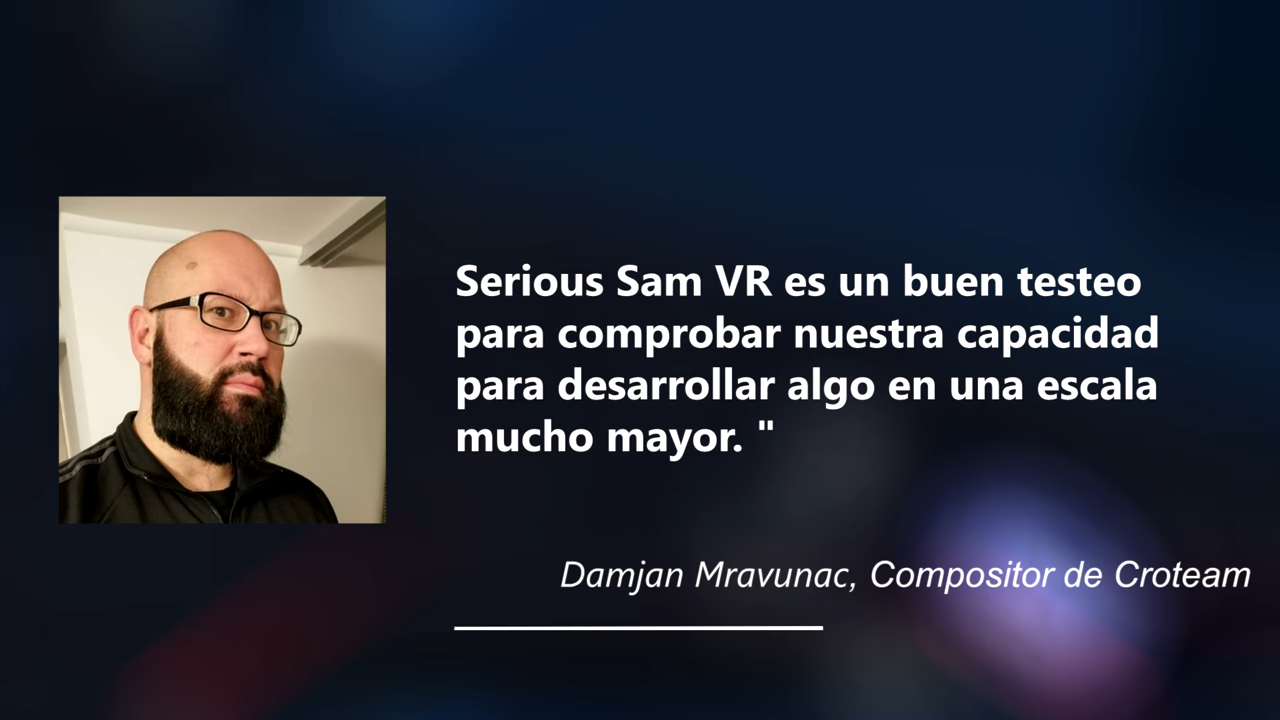 Serious Sam VR es un buen testeo
para comprobar nuestra capacidad
para desarrollar algo en una escala
mucho mayor. "
Damjan Mravunac, Compositor de Croteam